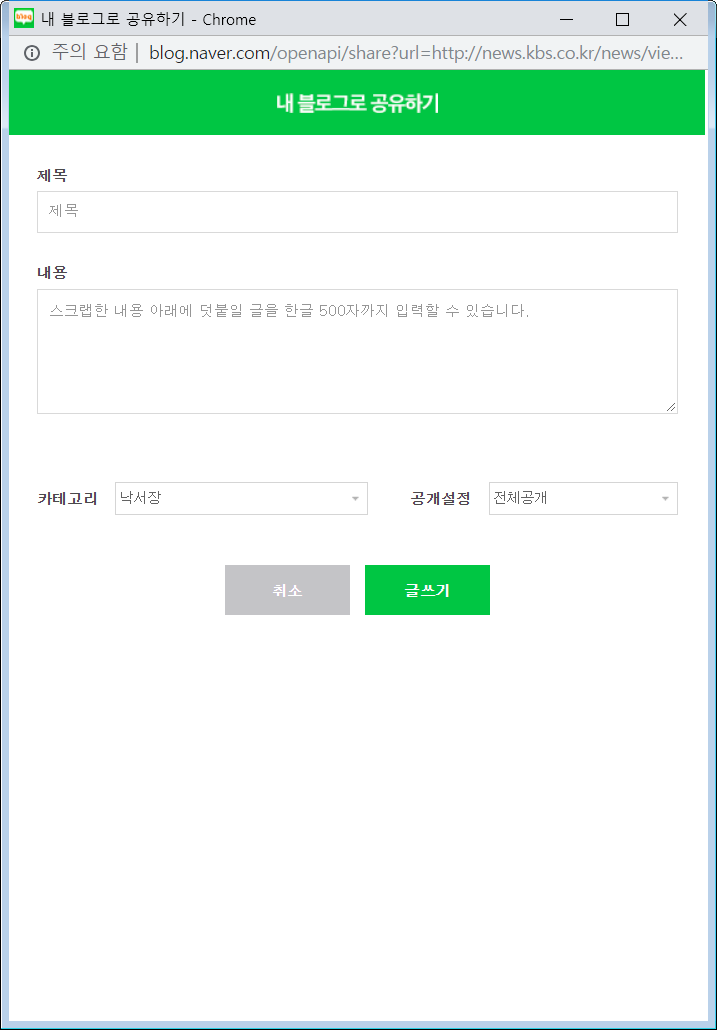 blog 내 블로그로 공유하기 - Chrome
주의 요함 | blog.naver.com/openapi/share?url=http://news.kbs.co.kr/news/vie...
내 블로그로 공유하기
제목
제목
내용
스크랩한 내용 아래에 덧붙일 글을 한글 500자까지 입력할 수 있습니다.
카테고리 낙서장 공개설정 전체공개
취소 글쓰기